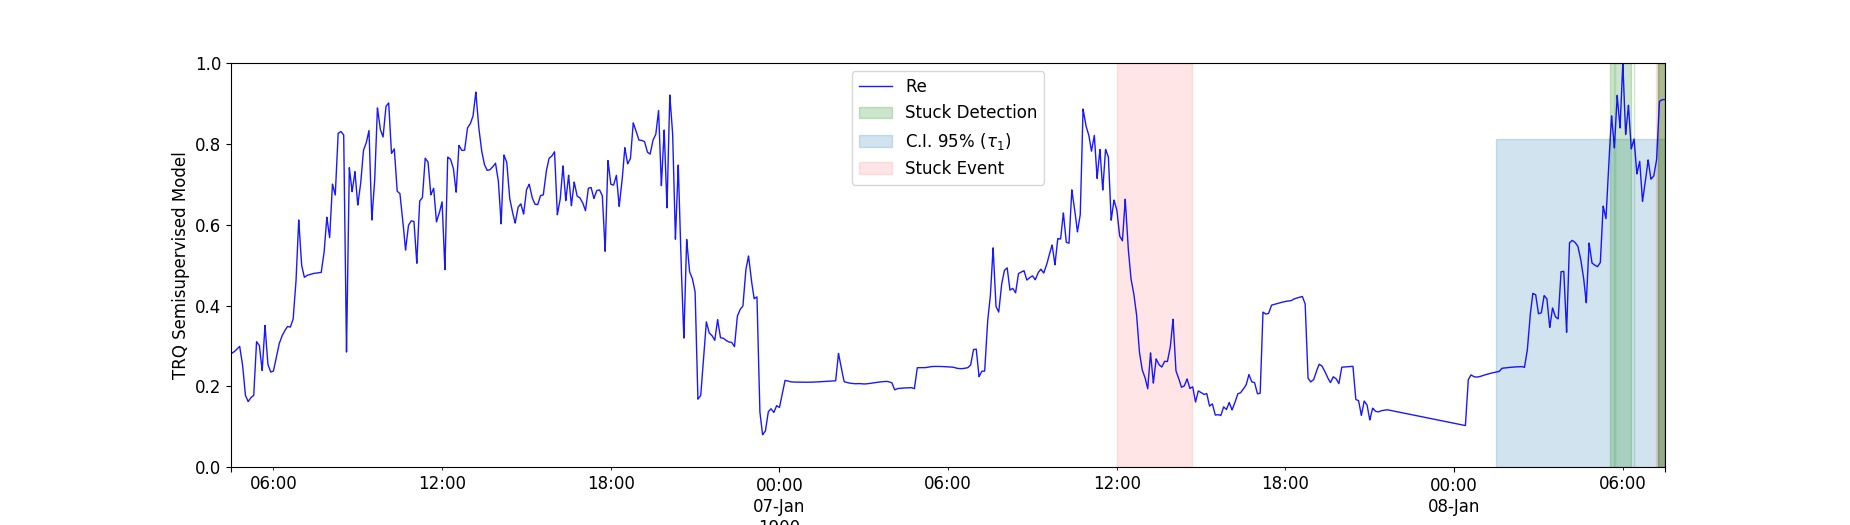 TRQ Semisupervised Model
1.0
0.8
0.6
0.4
0.2
0.0
Re
Stuck Detection
C.I. 95% (τ₁)
Stuck Event
06:00
12:00
18:00
00:00
07-Jan
06:00
12:00
18:00
00:00
08-Jan
06:00